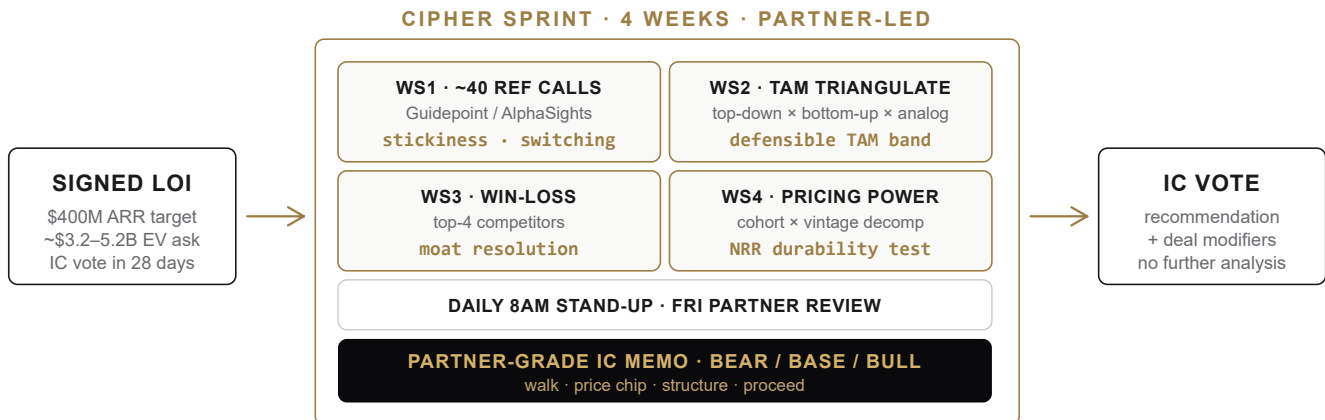 CIPHER SPRINT · 4 WEEKS · PARTNER-LED
SIGNED LOI
$400M ARR target
~$3.2–5.2B EV ask
IC vote in 28 days
WS1 · ~40 REF CALLS
Guidepoint / AlphaSights
stickiness · switching
WS2 · TAM TRIANGULATE
top-down × bottom-up × analog
defensible TAM band
WS3 · WIN-LOSS
top-4 competitors
moat resolution
WS4 · PRICING POWER
cohort × vintage decomp
NRR durability test
DAILY 8AM STAND-UP · FRI PARTNER REVIEW
PARTNER-GRADE IC MEMO · BEAR / BASE / BULL
walk · price chip · structure · proceed
IC VOTE
recommendation
+ deal modifiers
no further analysis